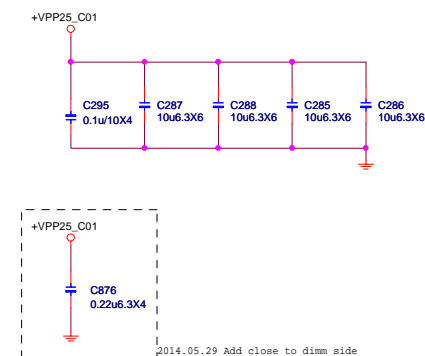 +VPP25_C01
C295
0.1u/10X4
C287
10u6.3X6
C288
10u6.3X6
C285
10u6.3X6
C286
10u6.3X6
+VPP25_C01
C876
0.22u6.3X4
2014.05.29 Add close to dimm side